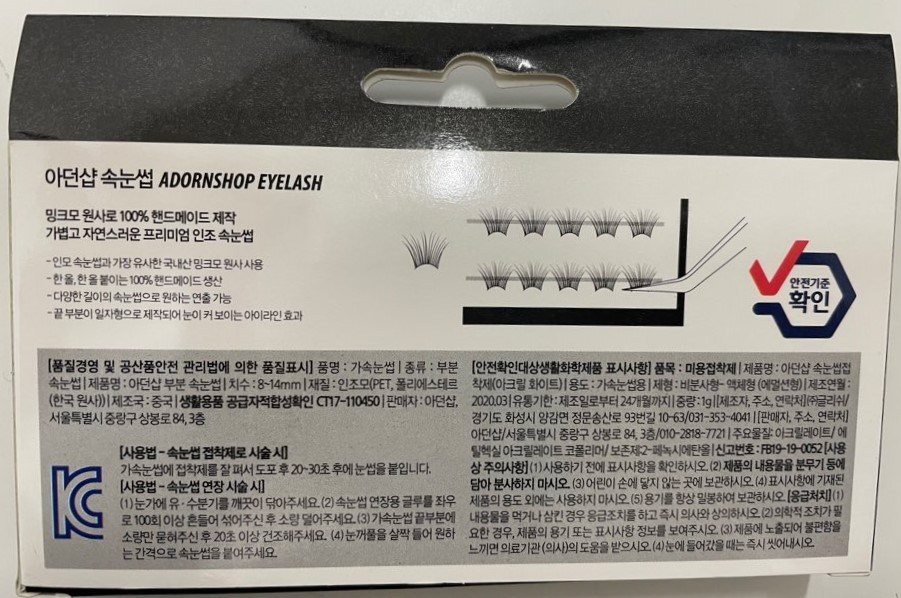 아던샵 속눈썹 ADORNSHOP EYELASH
밍크모 원사로 100% 핸드메이드 제작
가볍고 자연스러운 프리미엄 인조 속눈썹
- 인모 속눈썹과 가장 유사한 국내산 밍크모 원사 사용
- 한 올, 한 올 붙이는 100% 핸드메이드 생산
- 다양한 길이의 속눈썹으로 원하는 연출 가능
- 끝 부분이 일자형으로 제작되어 눈이 커 보이는 아이라인 효과
안전기준
확인
[품질경영 및 공산품안전 관리법에 의한 품질표시] 품명 : 가속눈썹 | 종류 : 부분
속눈썹 | 제품명 : 아던샵 부분 속눈썹 | 치수 : 8~14mm | 재질 : 인조모(PET, 폴리에스테르
(한국 원사)) | 제조국 : 중국 | 생활용품 공급자적합성확인 CT17-110450 | 판매자 : 아던샵,
서울특별시 중랑구 상봉로 84, 3층
[사용법 - 속눈썹 접착제로 시술 시]
가속눈썹에 접착제를 짤 펴서 도포 후 20~30초 후에 눈썹을 붙입니다.
[사용법 - 속눈썹 연장 시술 시]
(1) 눈가에 유·수분기를 깨끗이 닦아주세요. (2) 속눈썹 연장용 글루를 좌우
로 100회 이상 흔들어 섞어주신 후 소량 덜어주세요. (3) 가속눈썹 끝부분에
소량만 묻혀주신 후 20초 이상 건조해주세요. (4) 눈꺼풀을 살짝 들어 원하
는 간격으로 속눈썹을 붙여주세요.
[안전확인대상생활화학제품 표시사항] 품목 : 미용접착제 | 제품명 : 아던샵 속눈썹접
착제(아크릴 화이트) | 용도 : 가속눈썹용 | 제형 : 비분사형- 액체형 (에멀션형) | 제조연월 :
2020.03 | 유통기한 : 제조일로부터 24개월까지 | 중량 : 1g | [제조자, 주소, 연락처] ㈜글리쉬/
경기도 화성시 양감면 정문송산로 93번길 10-63/031-353-4041 | [판매자, 주소, 연락처]
아던샵/서울특별시 중랑구 상봉로 84, 3층/010-2818-7721 | 주요물질: 아크릴레이트/ 에
틸헥실 아크릴레이트 코폴리머/ 보존제2-페녹시에탄올 | 신고번호 : FB19-19-0052 [사용
상 주의사항] (1) 사용하기 전에 표시사항을 확인하시오. (2) 제품의 내용물을 분무기 등에
담아 분사하지 마시오. (3) 어린이 손에 닿지 않는 곳에 보관하시오. (4) 표시사항에 기재된
제품의 용도 외에는 사용하지 마시오. (5) 용기를 항상 밀봉하여 보관하시오. [응급처치] (1)
내용물을 먹거나 삼킨 경우 응급조치를 하고 즉시 의사와 상의하시오. (2) 의학적 조치가 필
요한 경우, 제품의 용기 또는 표시사항 정보를 보여주시오. (3) 제품에 노출되어 불편함을
느끼면 의료기관 (의사)의 도움을 받으시오. (4) 눈에 들어갔을 때는 즉시 씻어내시오.